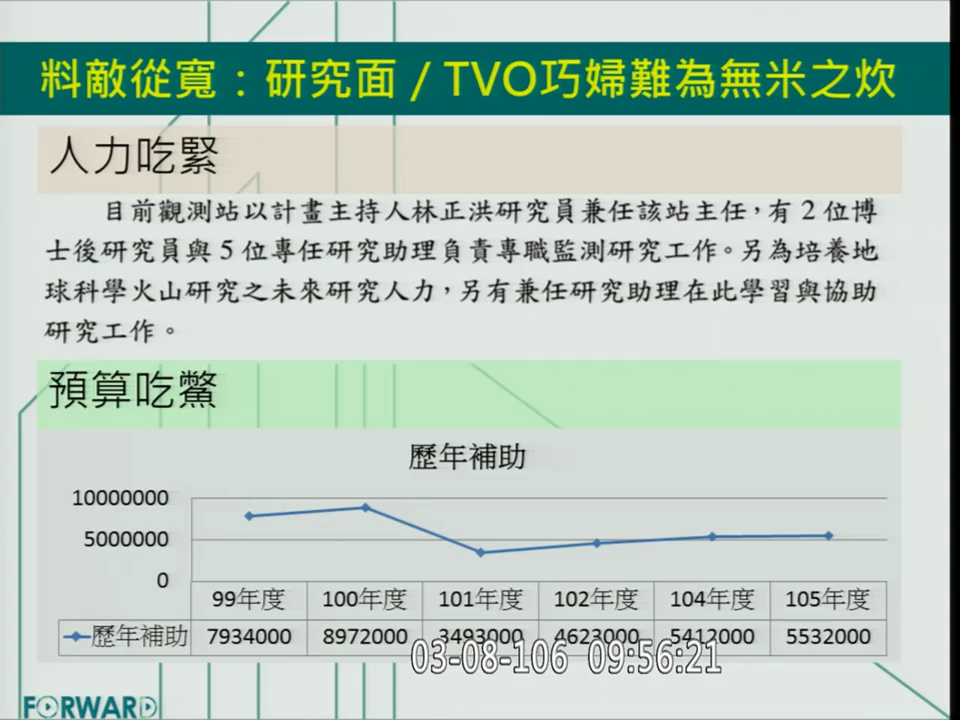 料敵從寬：研究面 / TVO巧婦難為無米之炊
人力吃緊
目前觀測站以計畫主持人林正洪研究員兼任該站主任，有 2 位博
士後研究員與 5 位專任研究助理負責專職監測研究工作。另為培養地
球科學火山研究之未來研究人力，另有兼任研究助理在此學習與協助
研究工作。
預算吃鱉
歷年補助
10000000
5000000
0
99年度 100年度 101年度 102年度 104年度 105年度
歷年補助 7934000 8972000 3493000 4623000 5412000 5532000
03-08-106 09:56:21
FORWARD